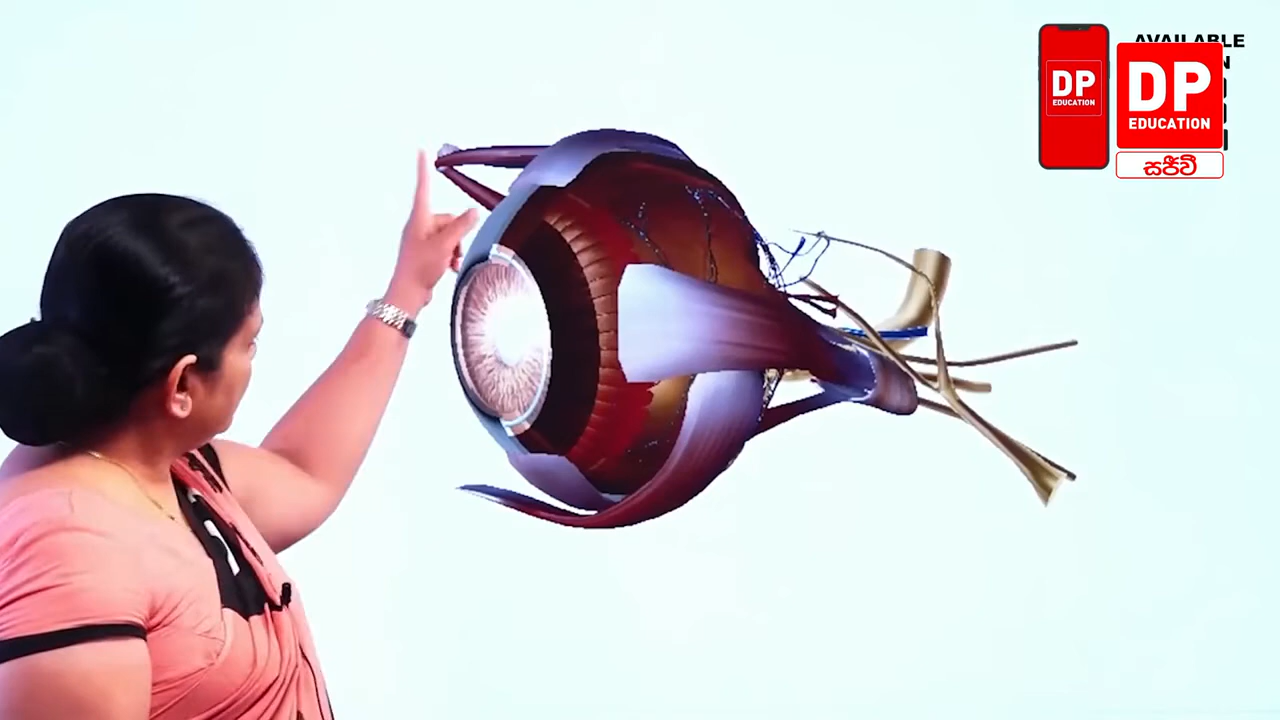 AVAILABLE
DP
EDUCATION
DP
EDUCATION
සජීවී